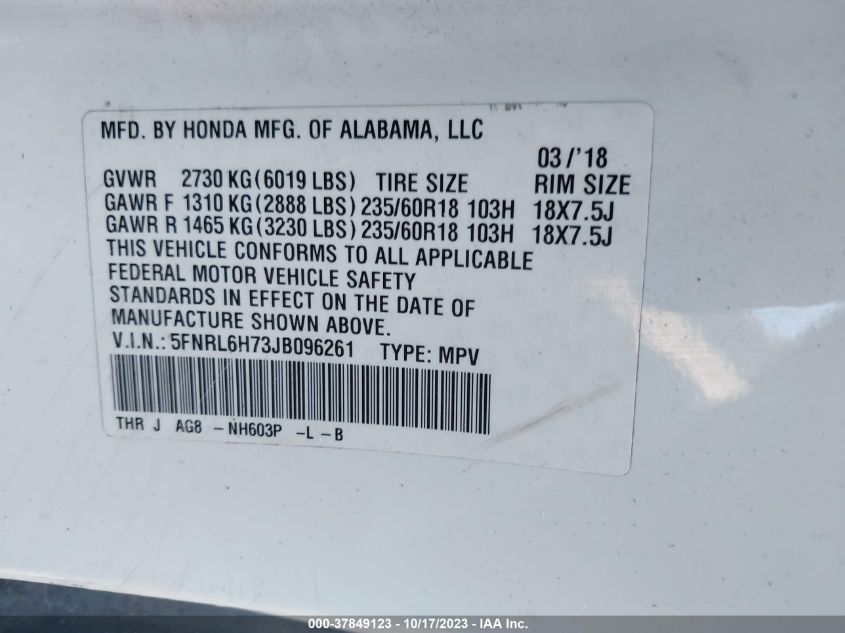 MFD. BY HONDA MFG. OF ALABAMA, LLC
03/'18
GVWR 2730 KG(6019 LBS) TIRE SIZE RIM SIZE
GAWR F 1310 KG(2888 LBS) 235/60R18 103H 18X7.5J
GAWR R 1465 KG(3230 LBS) 235/60R18 103H 18X7.5J
THIS VEHICLE CONFORMS TO ALL APPLICABLE
FEDERAL MOTOR VEHICLE SAFETY
STANDARDS IN EFFECT ON THE DATE OF
MANUFACTURE SHOWN ABOVE.
V.I.N.: 5FNRL6H73JB096261 TYPE: MPV
THR J AG8 -NH603P -L -B
000-37849123 - 10/17/2023 - IAA Inc.